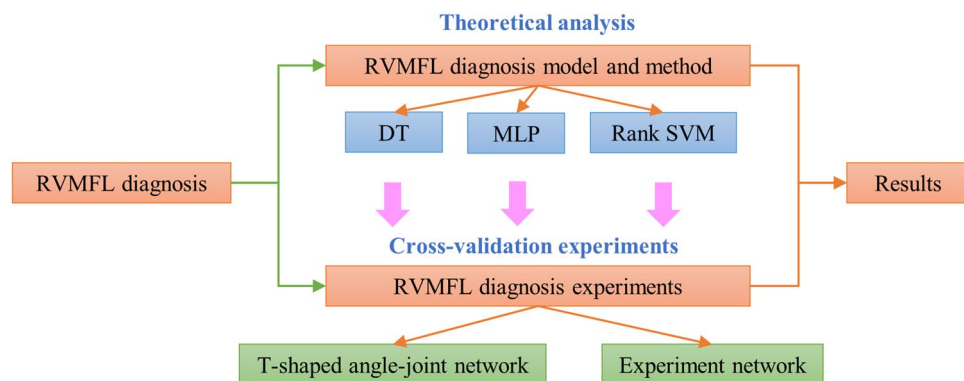 Theoretical analysis
RVMFL diagnosis model and method
DT
MLP
Rank SVM
RVMFL diagnosis
Results
Cross-validation experiments
RVMFL diagnosis experiments
T-shaped angle-joint network
Experiment network